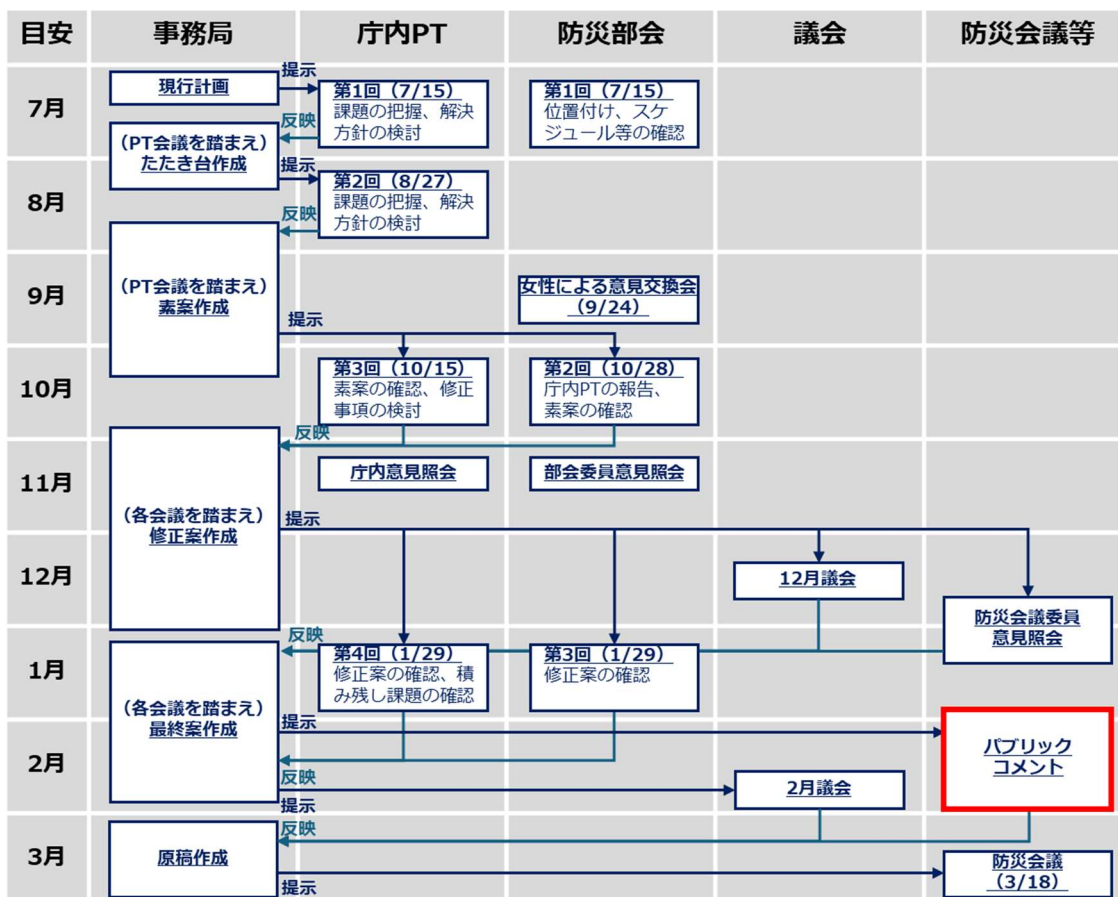 目安
事務局
庁内PT
防災部会
議会
防災会議等
7月
現行計画
提示
第1回（7/15）
課題の把握、解決
方針の検討
第1回（7/15）
位置付け、スケ
ジュール等の確認
反映
（PT会議を踏まえ）
たたき台作成
提示
8月
第2回（8/27）
課題の把握、解決
方針の検討
反映
9月
（PT会議を踏まえ）
素案作成
女性による意見交換会
（9/24）
提示
10月
第3回（10/15）
素案の確認、修正
事項の検討
第2回（10/28）
庁内PTの報告、
素案の確認
反映
11月
庁内意見照会
部会委員意見照会
（各会議を踏まえ）
修正案作成
提示
12月
12月議会
防災会議委員
意見照会
反映
1月
第4回（1/29）
修正案の確認、積
み残し課題の確認
第3回（1/29）
修正案の確認
（各会議を踏まえ）
最終案作成
提示
パブリック
コメント
2月
反映
2月議会
提示
反映
3月
原稿作成
防災会議
（3/18）
提示